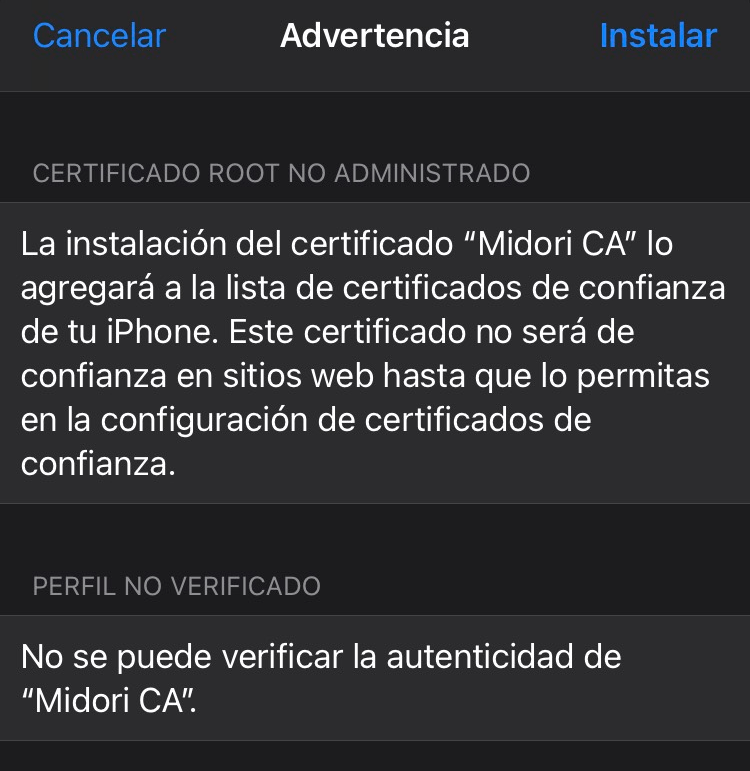 Cancelar Advertencia Instalar
CERTIFICADO ROOT NO ADMINISTRADO
La instalación del certificado “Midori CA” lo
agregará a la lista de certificados de confianza
de tu iPhone. Este certificado no será de
confianza en sitios web hasta que lo permitas
en la configuración de certificados de
confianza.
PERFIL NO VERIFICADO
No se puede verificar la autenticidad de
“Midori CA”.